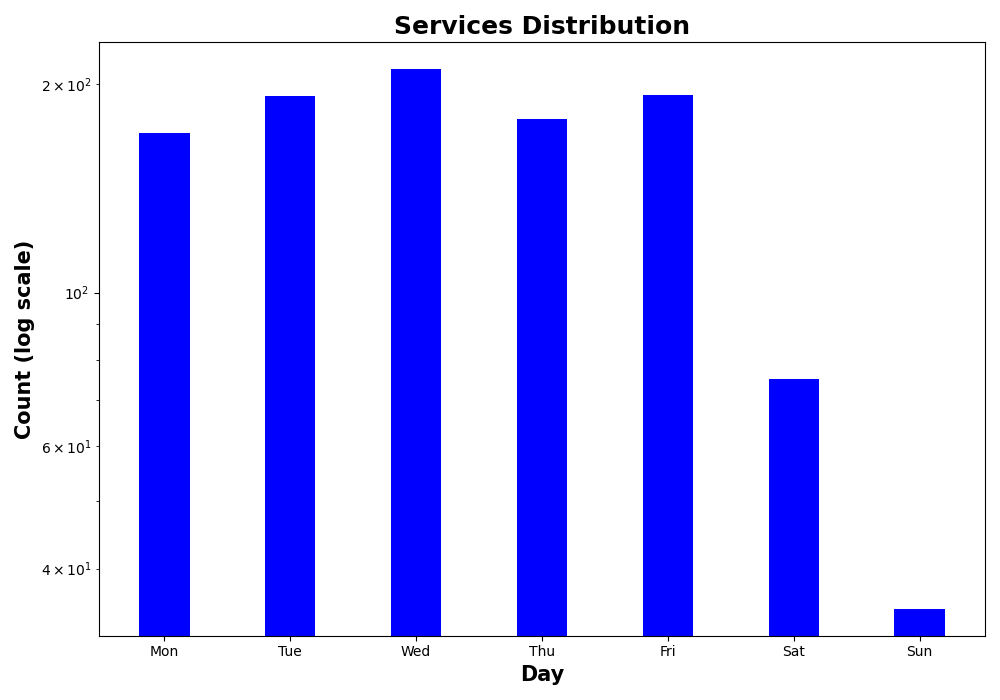 Services Distribution
Count (log scale)
2 × 10²
10²
6 × 10¹
4 × 10¹
Mon Tue Wed Thu Fri Sat Sun
Day